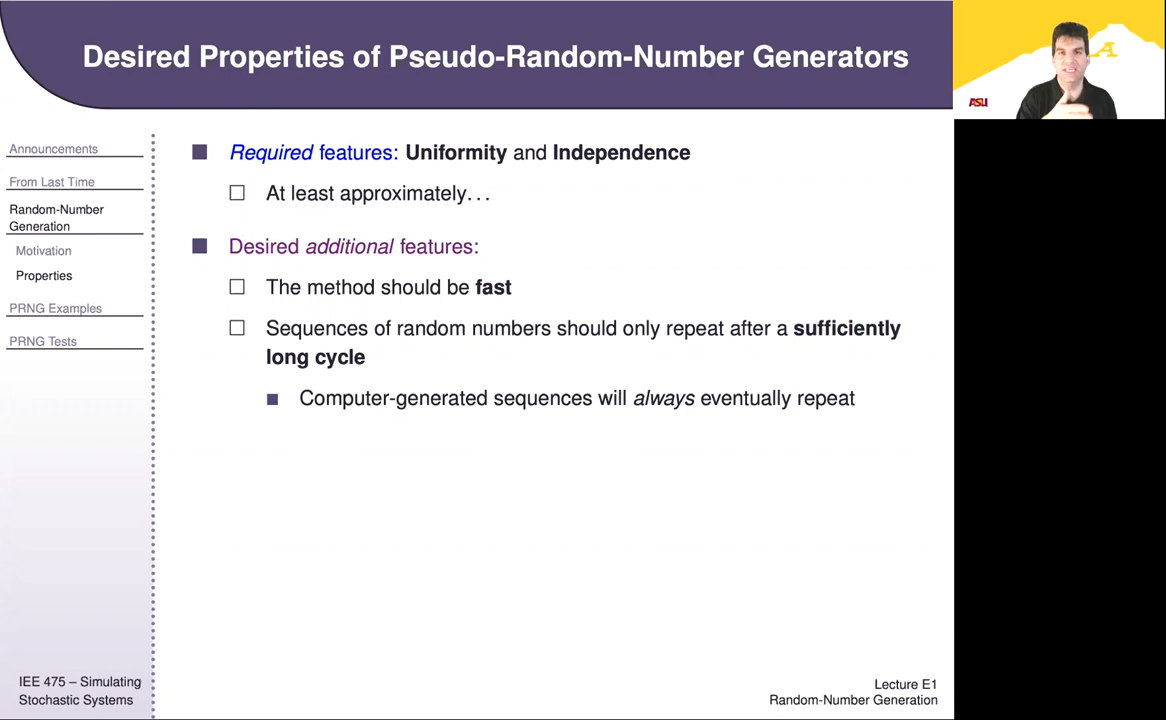 Desired Properties of Pseudo-Random-Number Generators
ASU
A
Announcements
From Last Time
Random-Number
Generation
Motivation
Properties
PRNG Examples
PRNG Tests
Required features: Uniformity and Independence
At least approximately...
Desired additional features:
The method should be fast
Sequences of random numbers should only repeat after a sufficiently
long cycle
Computer-generated sequences will always eventually repeat
IEE 475 – Simulating
Stochastic Systems
Lecture E1
Random-Number Generation